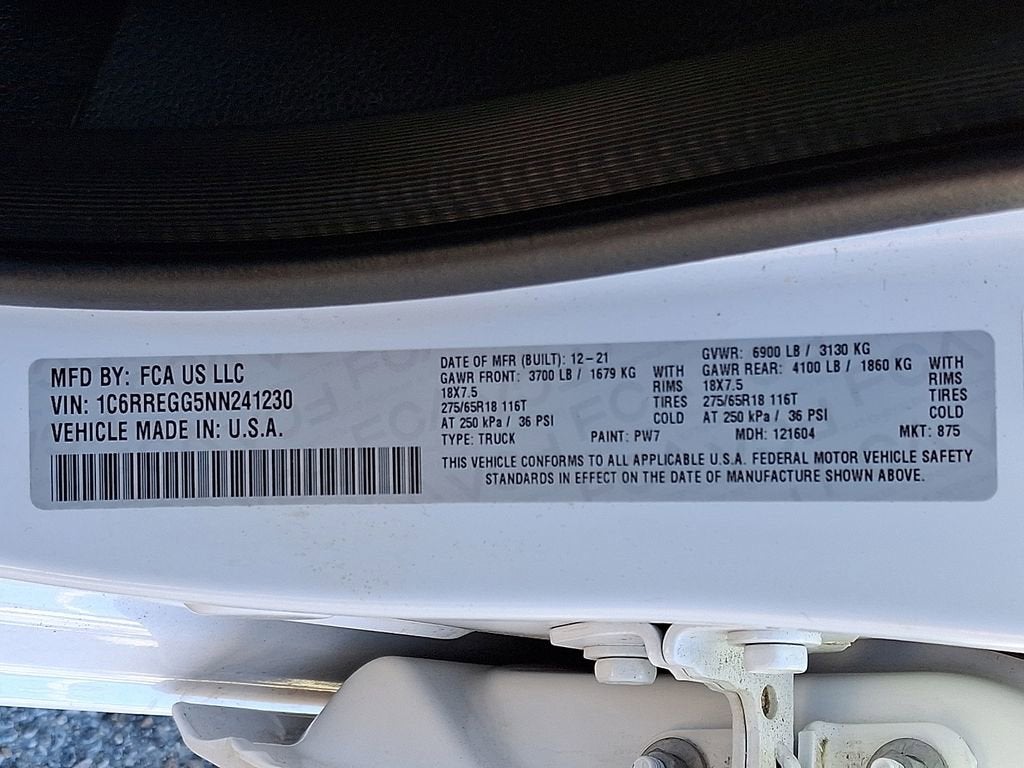 MFD BY: FCA US LLC
VIN: 1C6RREGG5NN241230
VEHICLE MADE IN: U.S.A.
DATE OF MFR (BUILT): 12-21
GAWR FRONT: 3700 LB / 1679 KG WITH
18X7.5 RIMS
275/65R18 116T TIRES
AT 250 kPa / 36 PSI COLD
GVWR: 6900 LB / 3130 KG
GAWR REAR: 4100 LB / 1860 KG WITH
18X7.5 RIMS
275/65R18 116T TIRES
AT 250 kPa / 36 PSI COLD
TYPE: TRUCK PAINT: PW7 MDH: 121604 MKT: 875
THIS VEHICLE CONFORMS TO ALL APPLICABLE U.S.A. FEDERAL MOTOR VEHICLE SAFETY
STANDARDS IN EFFECT ON THE DATE OF MANUFACTURE SHOWN ABOVE.